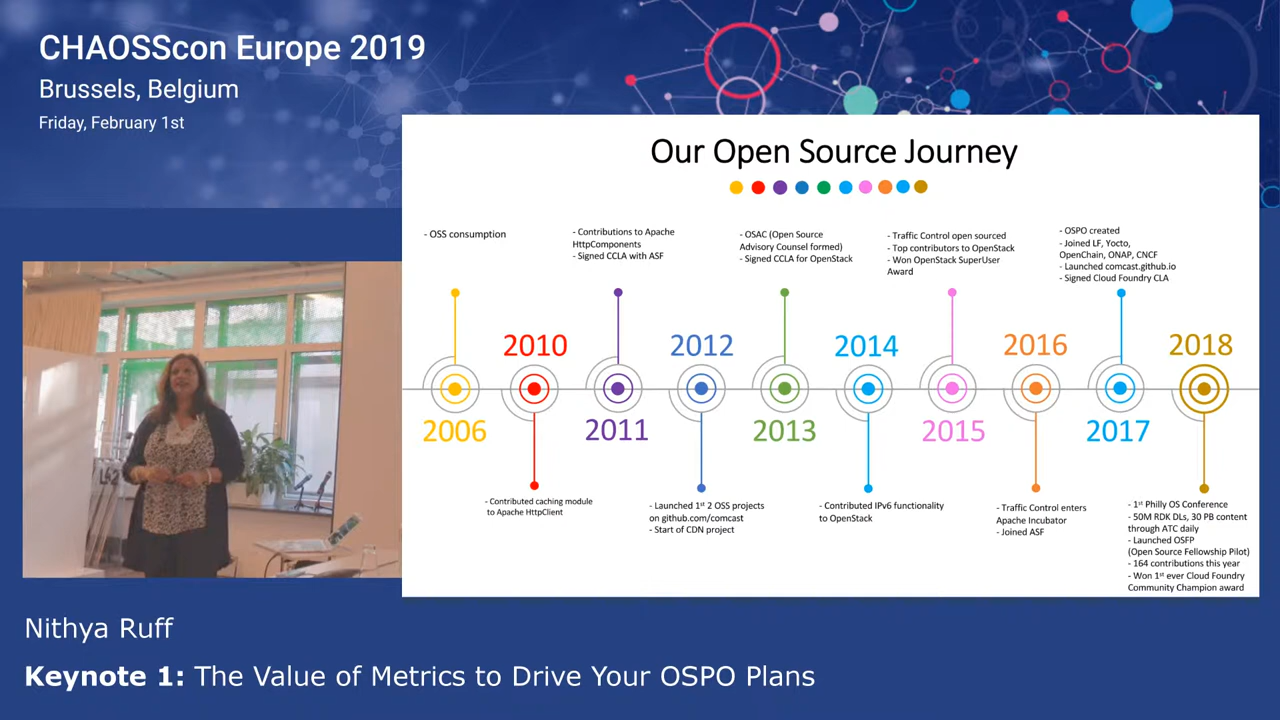 CHAOSScon Europe 2019
Brussels, Belgium
Friday, February 1st
Our Open Source Journey
- OSS consumption
- Contributions to Apache
HttpComponents
- Signed CCLA with ASF
- OSAC (Open Source
Advisory Counsel formed)
- Signed CCLA for OpenStack
- Traffic Control open sourced
- Top contributors to OpenStack
- Won OpenStack SuperUser
Award
- OSPO created
- Joined LF, Yocto,
OpenChain, ONAP, CNCF
- Launched comcast.github.io
- Signed Cloud Foundry CLA
2010
2012
2014
2016
2018
2006
2011
2013
2015
2017
- Contributed caching module
to Apache HttpClient
- Launched 1st 2 OSS projects
on github.com/comcast
- Start of CDN project
- Contributed IPv6 functionality
to OpenStack
- Traffic Control enters
Apache Incubator
- Joined ASF
- 1st Philly OS Conference
- 50M RDK DLs, 30 PB content
through ATC daily
- Launched OSFP
(Open Source Fellowship Pilot)
- 164 contributions this year
- Won 1st ever Cloud Foundry
Community Champion award
Nithya Ruff
Keynote 1: The Value of Metrics to Drive Your OSPO Plans